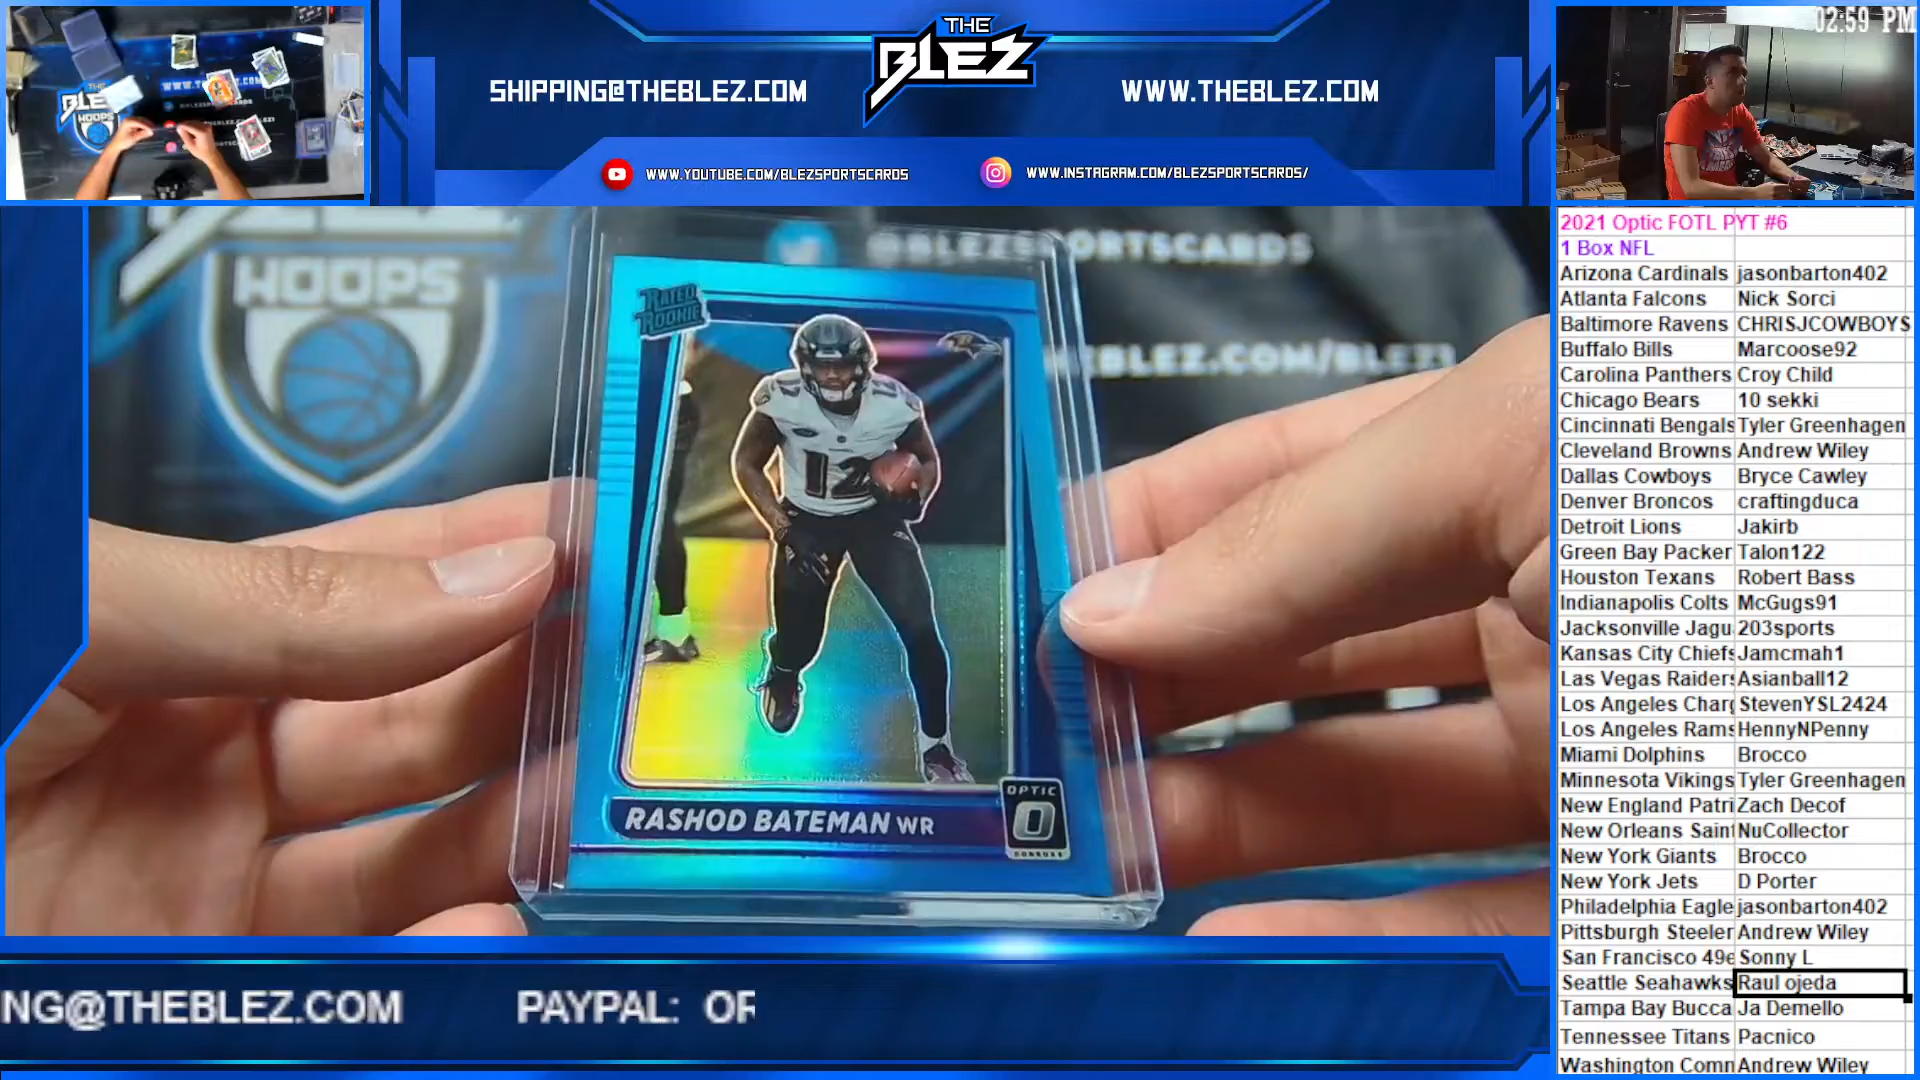 THE
BLEZ
SHIPPING@THEBLEZ.COM
WWW.THEBLEZ.COM
WWW.YOUTUBE.COM/BLEZSPORTSCARDS
WWW.INSTAGRAM.COM/BLEZSPORTSCARDS/
02:59 PM
THE
BLEZ
HOOPS
@BLEZSPORTSCARDS
HOOPS
RATED
ROOKIE
12
RASHOD BATEMAN WR
OPTIC
O
DONRUSS
NG@THEBLEZ.COM PAYPAL: OR
2021 Optic FOTL PYT #6
1 Box NFL
Arizona Cardinals jasonbarton402
Atlanta Falcons Nick Sorci
Baltimore Ravens CHRISJCOWBOYS
Buffalo Bills Marcoose92
Carolina Panthers Croy Child
Chicago Bears 10 sekki
Cincinnati Bengals Tyler Greenhagen
Cleveland Browns Andrew Wiley
Dallas Cowboys Bryce Cawley
Denver Broncos craftingduca
Detroit Lions Jakirb
Green Bay Packer Talon122
Houston Texans Robert Bass
Indianapolis Colts McGugs91
Jacksonville Jagu 203sports
Kansas City Chiefs Jamcmah1
Las Vegas Raiders Asianball12
Los Angeles Charg StevenYSL2424
Los Angeles Rams HennyNPenny
Miami Dolphins Brocco
Minnesota Vikings Tyler Greenhagen
New England Patri Zach Decof
New Orleans Saint NuCollector
New York Giants Brocco
New York Jets D Porter
Philadelphia Eagle jasonbarton402
Pittsburgh Steeler Andrew Wiley
San Francisco 49e Sonny L
Seattle Seahawks Raul ojeda
Tampa Bay Bucca Ja Demello
Tennessee Titans Pacnico
Washington Comm Andrew Wiley